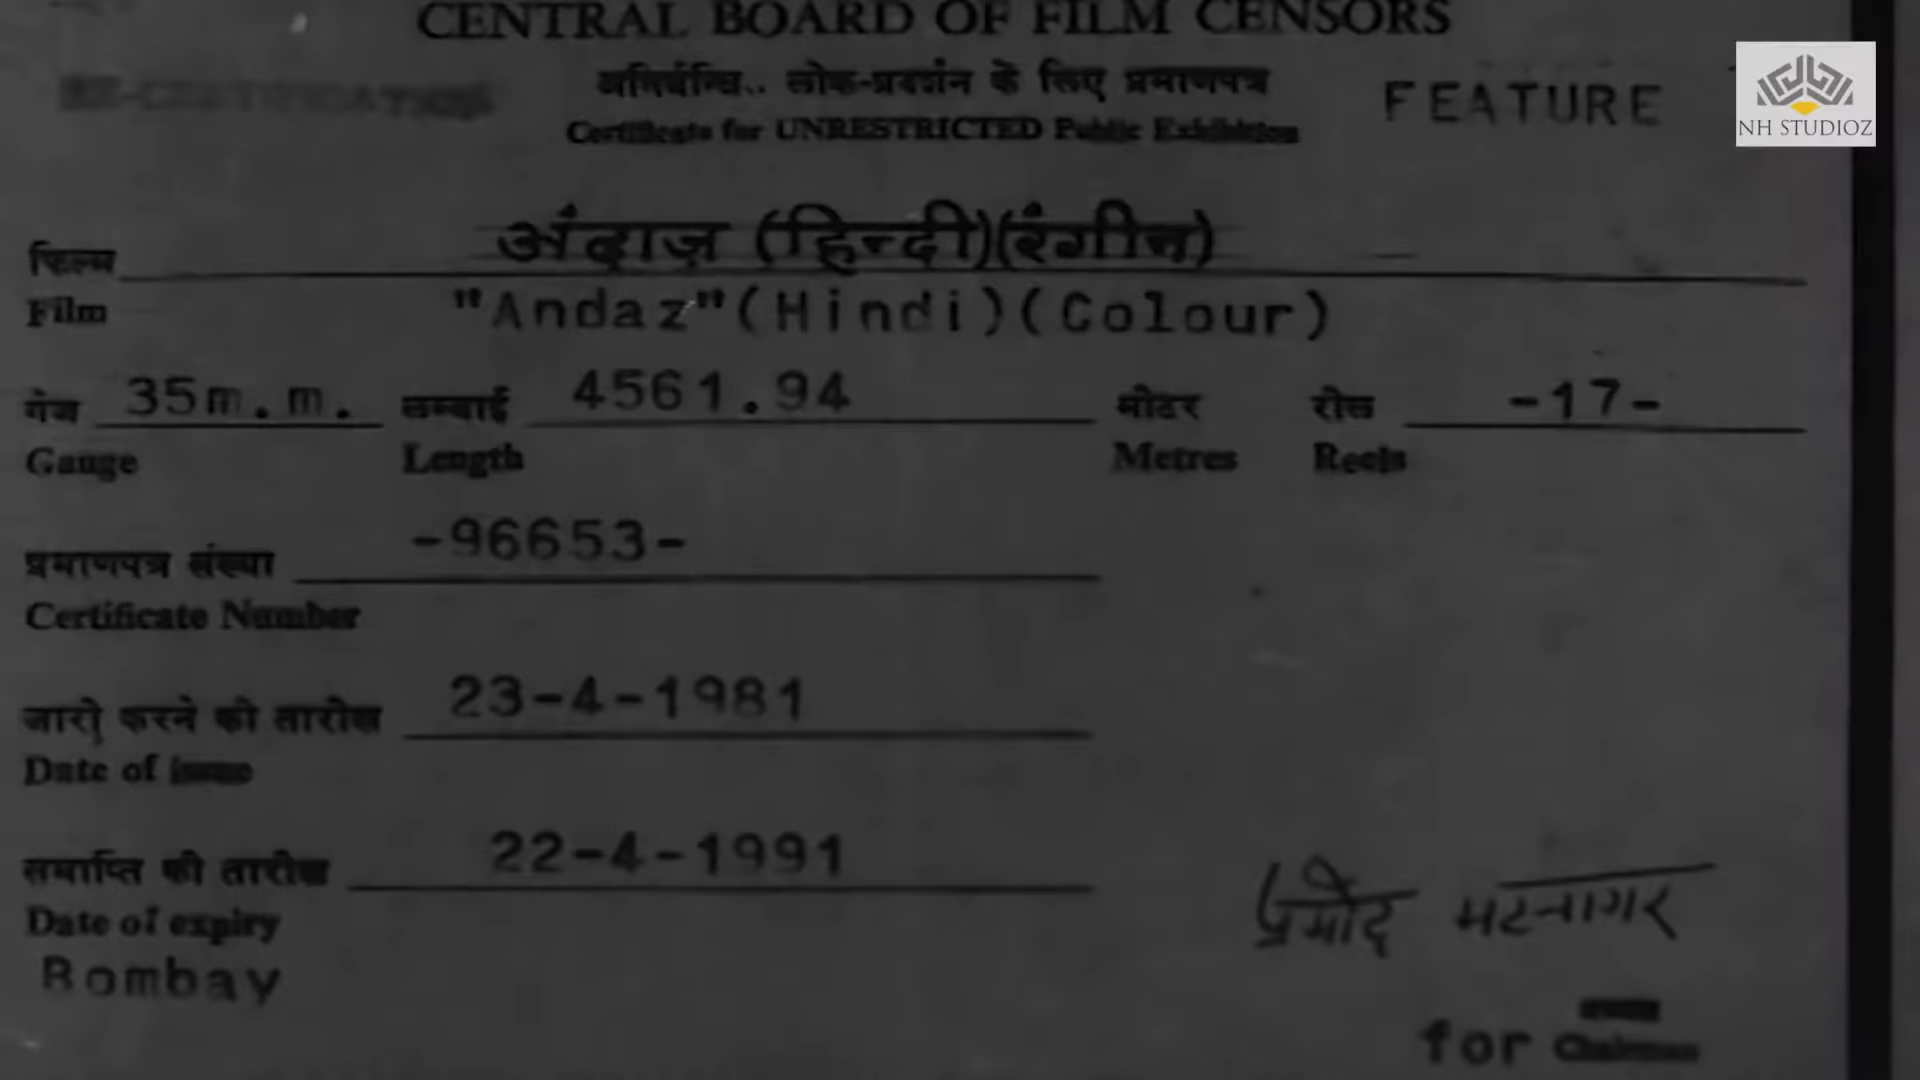 CENTRAL BOARD OF FILM CENSORS
लोक-प्रदर्शन के लिए प्रमाणपत्र
Certificate for UNRESTRICTED Public Exhibition
FEATURE
NH STUDIOZ
फिल्म अंदाज़ (हिन्दी)(रंगीन)
Film "Andaz"(Hindi)(Colour)
गेज 35m.m. लम्बाई 4561.94 मीटर रील -17-
Gauge Length Metres Reels
प्रमाणपत्र संख्या -96653-
Certificate Number
जारी करने की तारीख 23-4-1981
Date of issue
समाप्ति की तारीख 22-4-1991
Date of expiry
Bombay
प्रमोद भटनागर
for Chairman